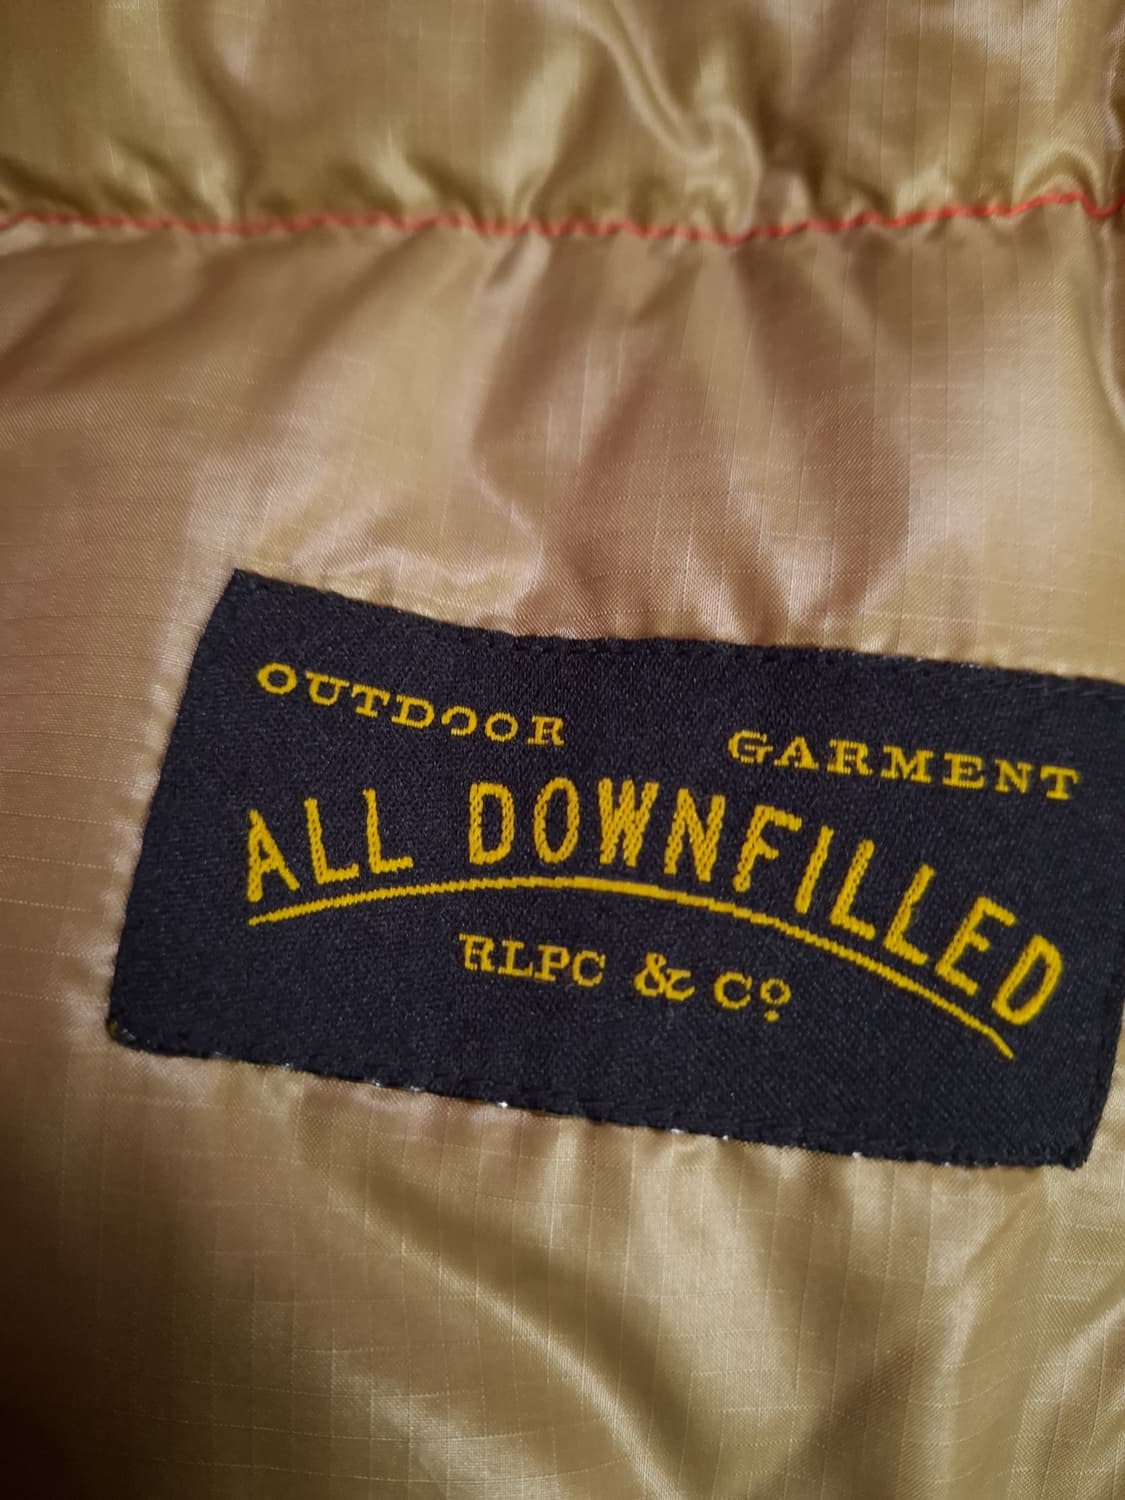 OUTDOOR GARMENT
ALL DOWNFILLED
RLPC & Cº